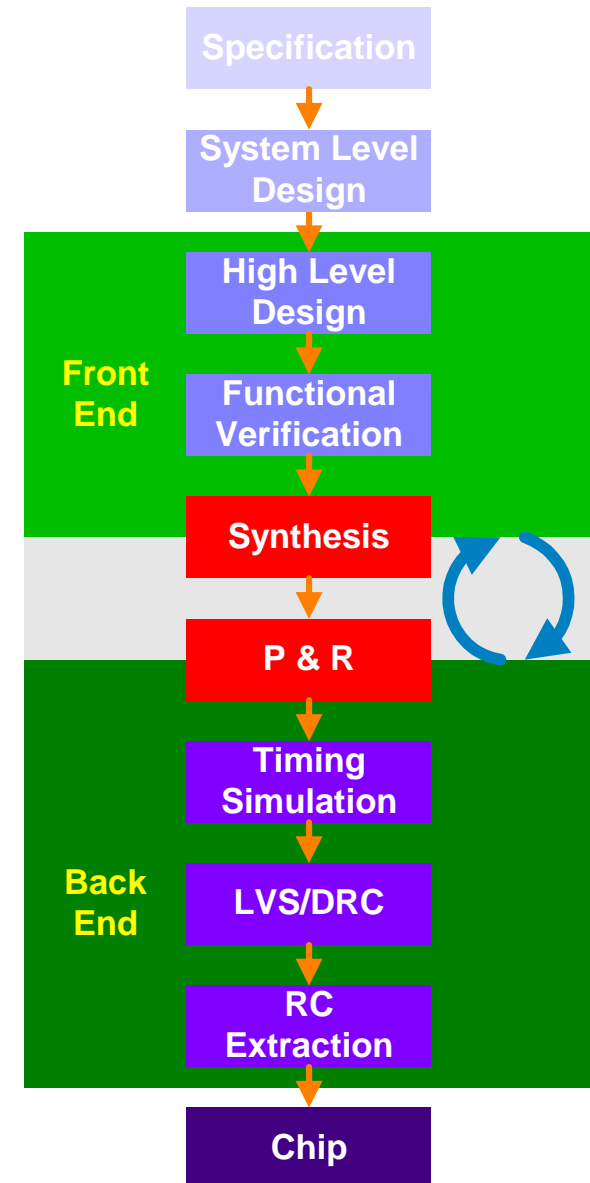 Specification
System Level
Design
High Level
Design
Front
End
Functional
Verification
Synthesis
P & R
Timing
Simulation
Back
End
LVS/DRC
RC
Extraction
Chip